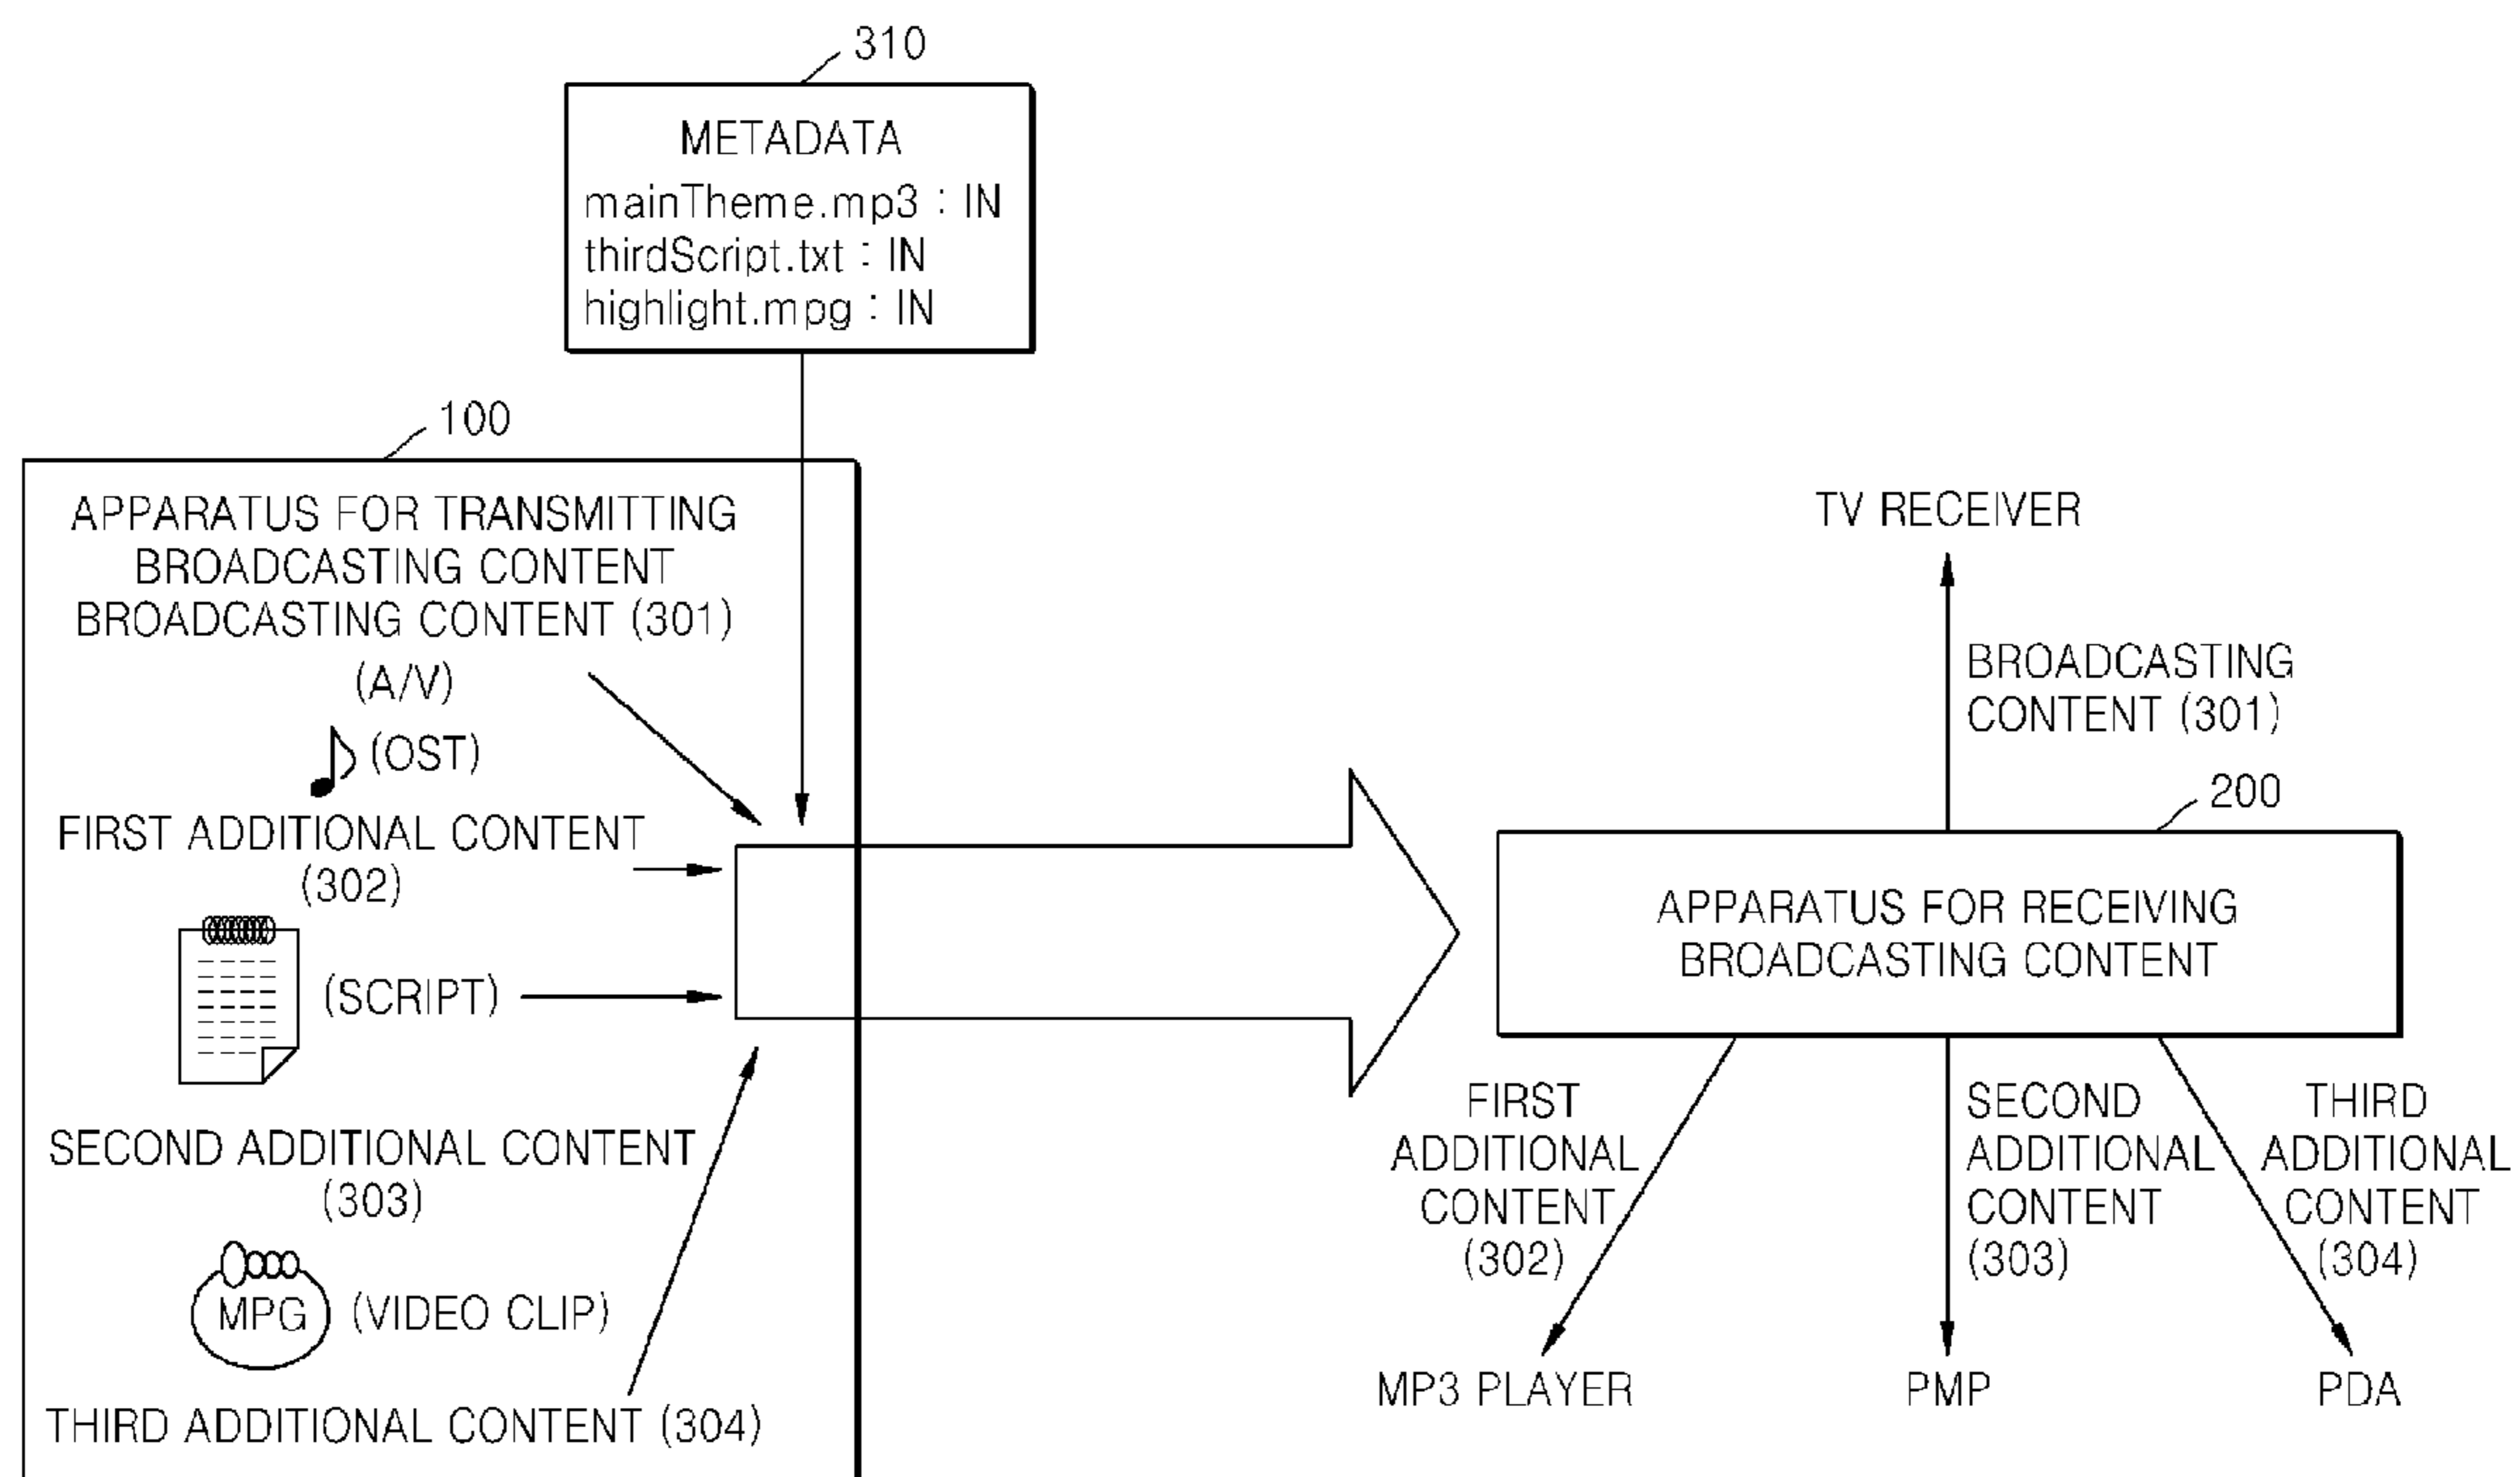 310
METADATA
mainTheme.mp3 : IN
thirdScript.txt : IN
highlight.mpg : IN
100
APPARATUS FOR TRANSMITTING
BROADCASTING CONTENT
BROADCASTING CONTENT (301)
(A/V)
(OST)
FIRST ADDITIONAL CONTENT
(302)
(SCRIPT)
SECOND ADDITIONAL CONTENT
(303)
MPG (VIDEO CLIP)
THIRD ADDITIONAL CONTENT (304)
TV RECEIVER
BROADCASTING
CONTENT (301)
200
APPARATUS FOR RECEIVING
BROADCASTING CONTENT
FIRST
ADDITIONAL
CONTENT
(302)
SECOND
ADDITIONAL
CONTENT
(303)
THIRD
ADDITIONAL
CONTENT
(304)
MP3 PLAYER
PMP
PDA